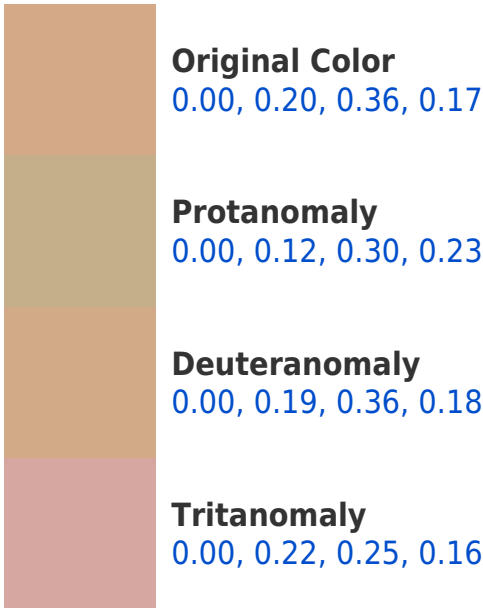 Original Color
0.00, 0.20, 0.36, 0.17
Protanomaly
0.00, 0.12, 0.30, 0.23
Deuteranomaly
0.00, 0.19, 0.36, 0.18
Tritanomaly
0.00, 0.22, 0.25, 0.16